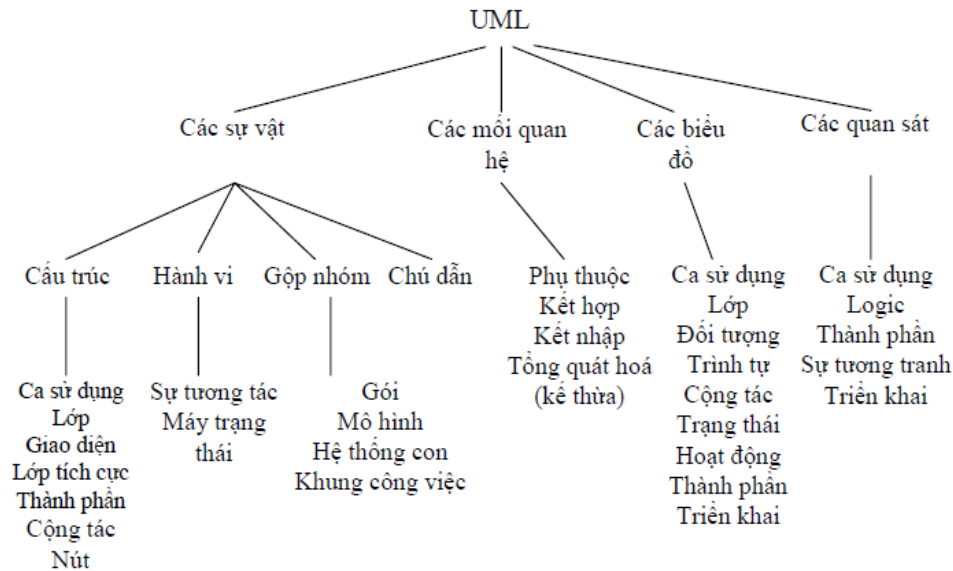 UML
Các sự vật
Các mối quan
hệ
Các biểu
đồ
Các quan sát
Cấu trúc
Hành vi
Gộp nhóm
Chú dẫn
Phụ thuộc
Kết hợp
Kết nhập
Tổng quát hoá
(kế thừa)
Ca sử dụng
Lớp
Đối tượng
Trình tự
Cộng tác
Trạng thái
Hoạt động
Thành phần
Triển khai
Ca sử dụng
Logic
Thành phần
Sự tương tranh
Triển khai
Ca sử dụng
Lớp
Giao diện
Lớp tích cực
Thành phần
Cộng tác
Nút
Sự tương tác
Máy trạng
thái
Gói
Mô hình
Hệ thống con
Khung công việc